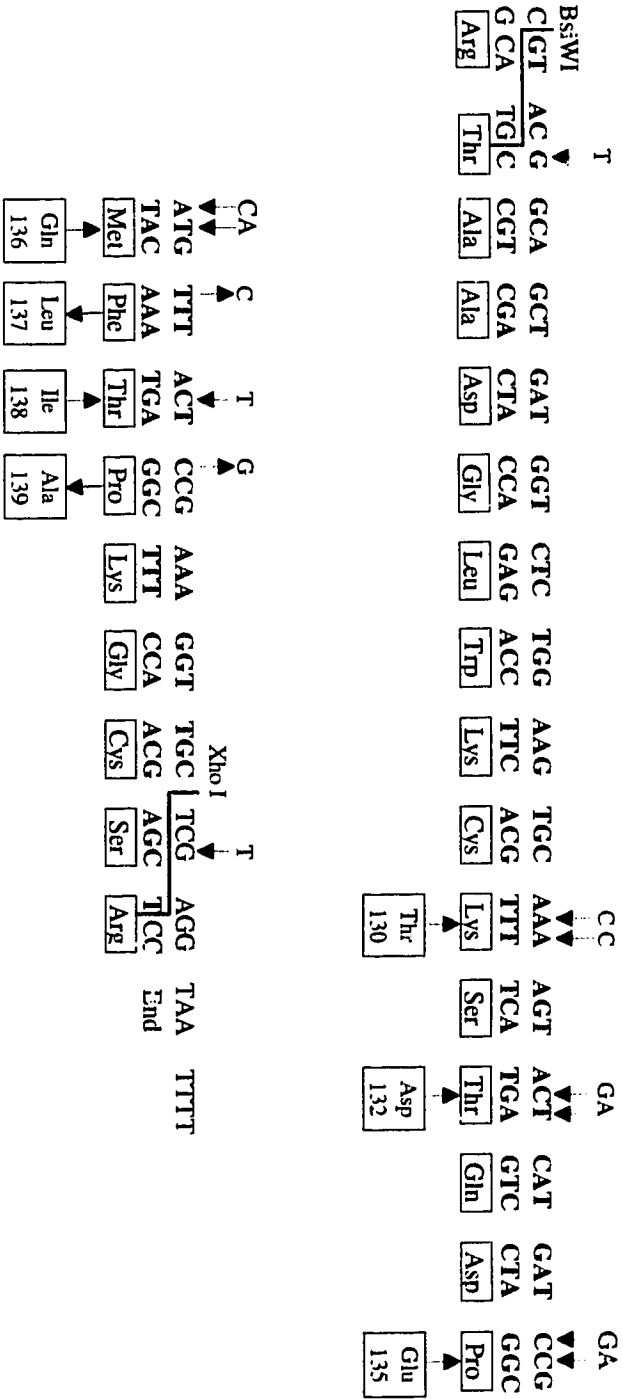 T C C GA GA
BsiWI
C GT AC G GCA GCT GAT GGT CTC TGG AAG TGC AAA AGT ACT CAT GAT CCG
G CA TG C CGT CGA CTA CCA GAG ACC TTC ACG TTT TCA TGA GTC CTA GGC
Arg Thr Ala Ala Asp Gly Leu Trp Lys Cys Lys Ser Thr Gln Asp Pro
Thr Asp Glu
130 132 135
CA C T G Xho I T
ATG TTT ACT CCG AAA GGT TGC TCG AGG TAA TTTT
TAC AAA TGA GGC TTT CCA ACG AGC TCC End
Met Phe Thr Pro Lys Gly Cys Ser Arg
Gln Leu Ile Ala
136 137 138 139